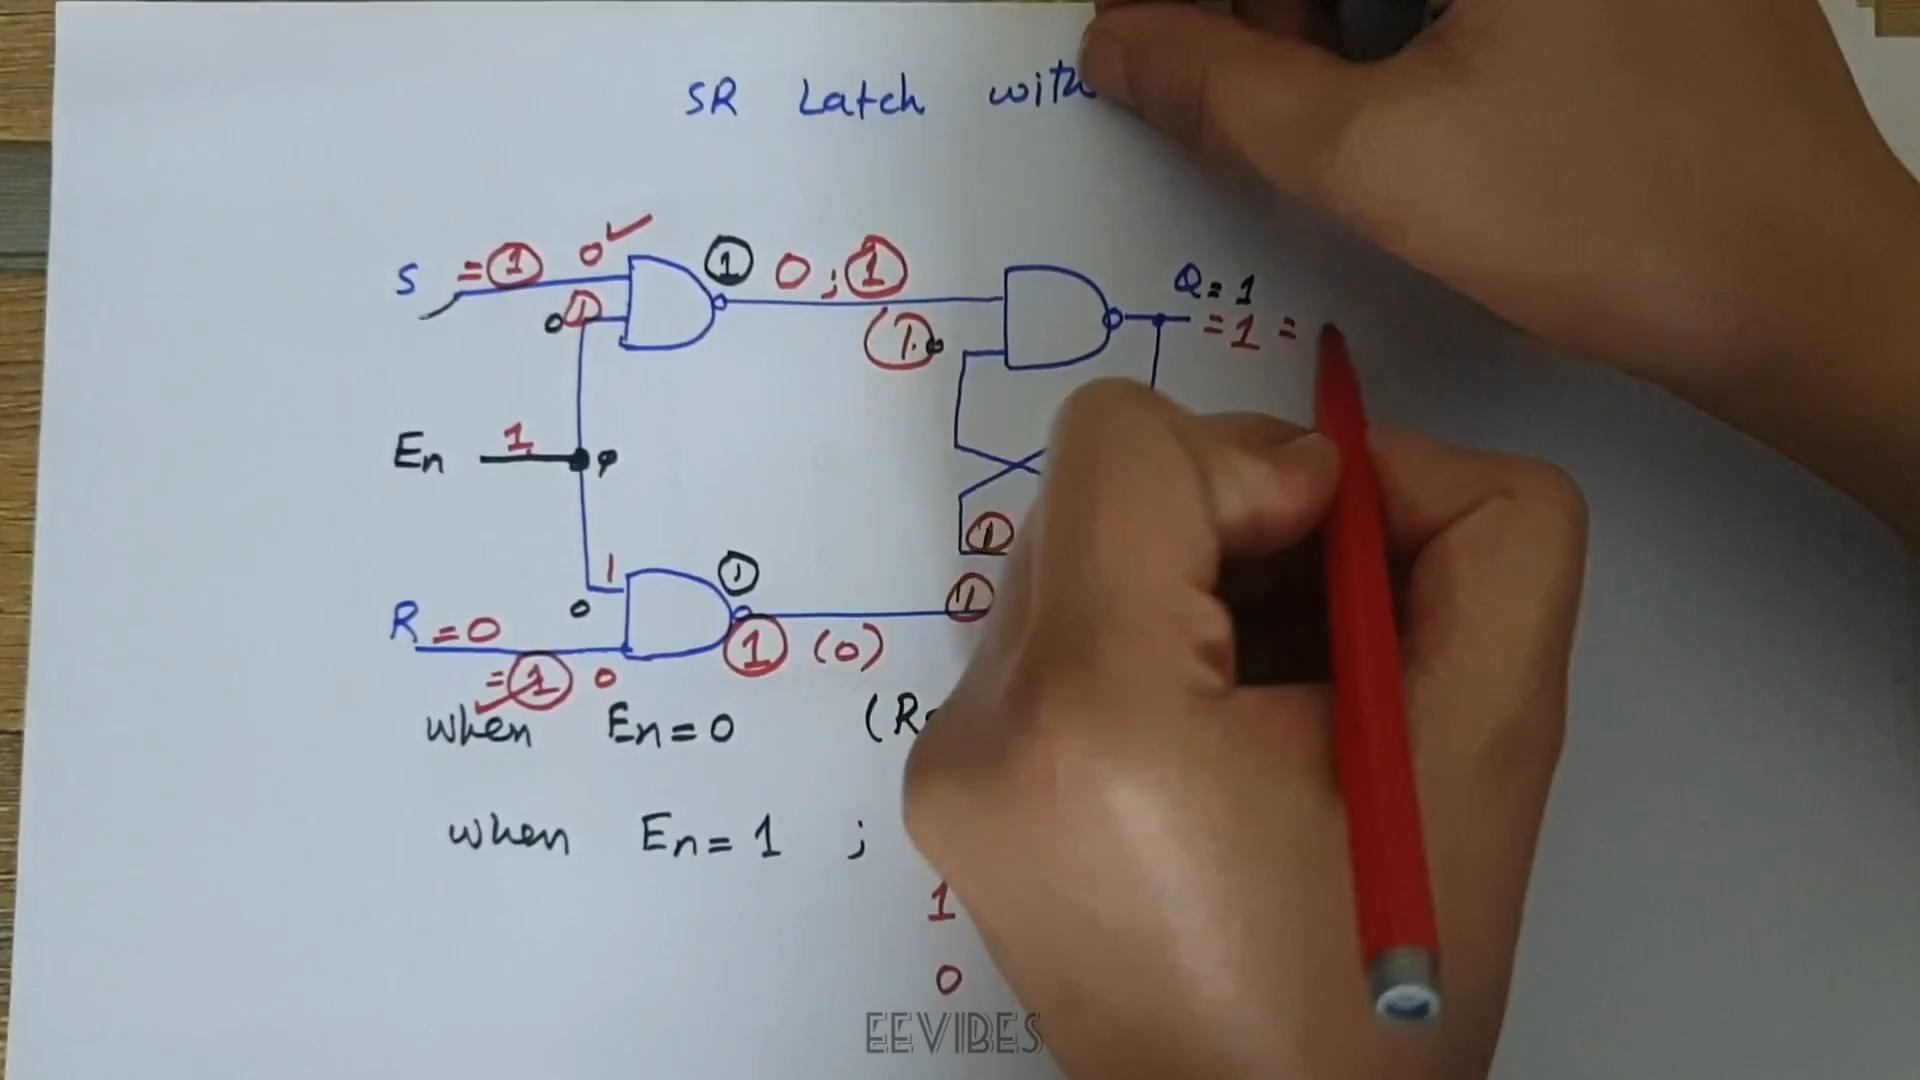 SR Latch with
S = 1 0 1 0 ; 1 Q = 1
0 1 1 = 1 =
En 1 P
1
1 1 1
0
R = 0 1 (0)
= 1 0
when En = 0 (R
when En = 1 ;
1
0
EEVIBES